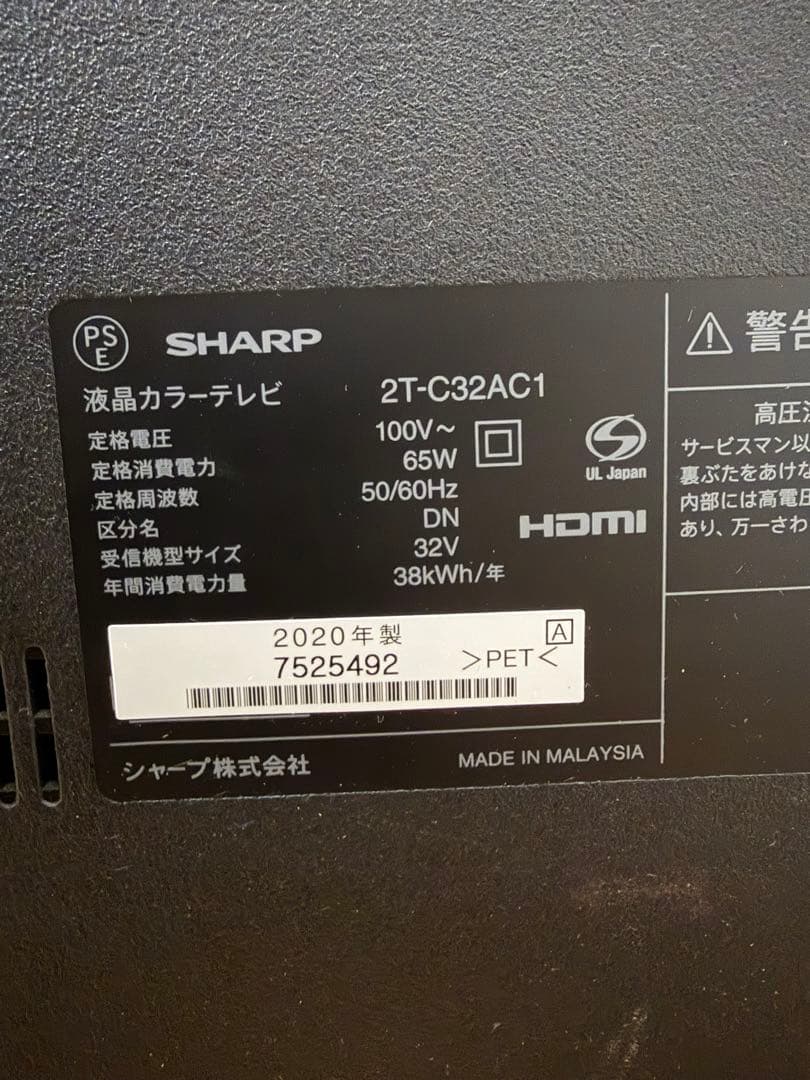 PS
E
SHARP
液晶カラーテレビ 2T-C32AC1
定格電圧 100V～
定格消費電力 65W
定格周波数 50/60Hz
区分名 DN
受信機型サイズ 32V
年間消費電力量 38kWh/年
UL Japan
HDMI
2020年製 A
7525492 >PET<
シャープ株式会社 MADE IN MALAYSIA
警告
高圧
サービスマン以
裏ぶたをあけな
内部には高電圧
あり、万一さわ